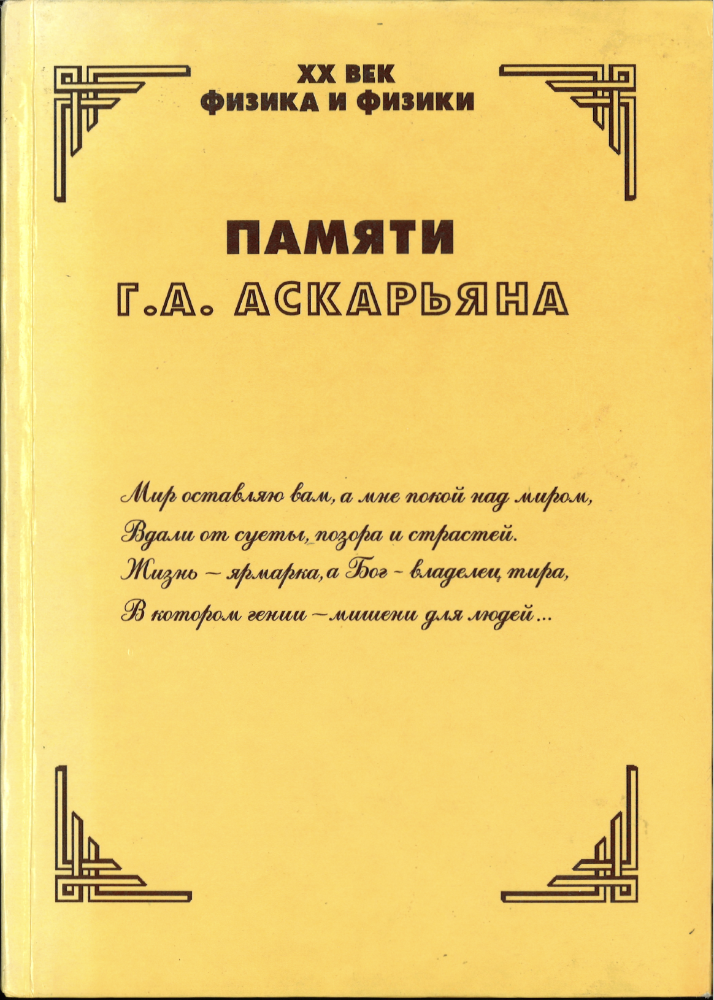 XX ВЕК
ФИЗИКА И ФИЗИКИ
ПАМЯТИ
Г.А. АСКАРЬЯНА
Мир оставляю вам, а мне покой над миром,
Вдали от суеты, позора и страстей.
Жизнь – ярмарка, а Бог - владелец тира,
В котором гении – мишени для людей...